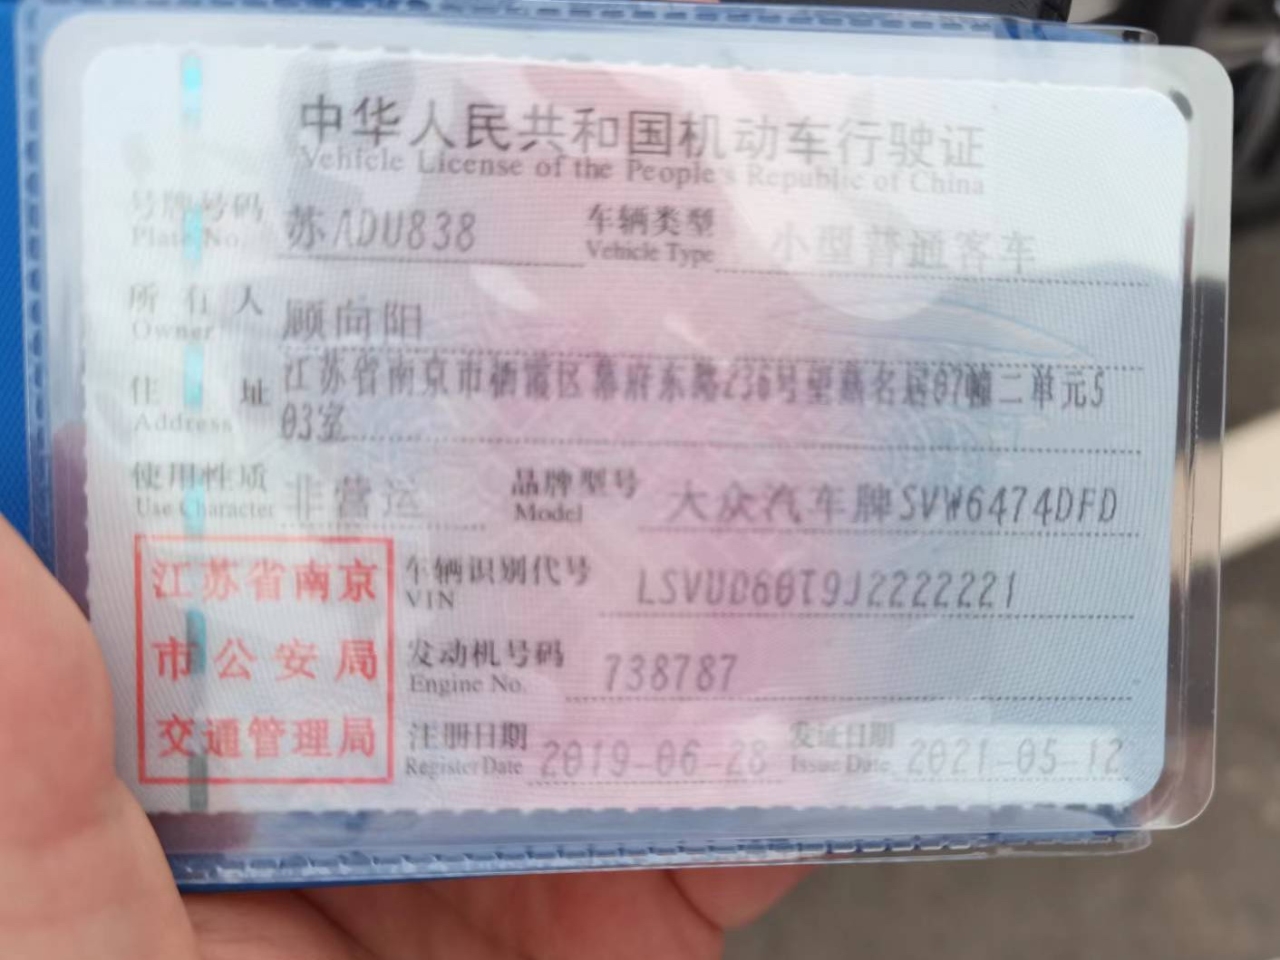 中华人民共和国机动车行驶证
Vehicle License of the People's Republic of China
号牌号码 苏ADU838 车辆类型 小型普通客车
Plate No. Vehicle Type
所有人 顾向阳
Owner
住址 江苏省南京市栖霞区幕府东路236号望燕名居07幢二单元5
Address 03室
使用性质 非营运 品牌型号 大众汽车牌SVW6474DFD
Use Character Model
江苏省南京
市公安局
交通管理局
车辆识别代号 LSVUD60T9J2222221
VIN
发动机号码 738787
Engine No.
注册日期 2019-06-28 发证日期 2021-05-12
Register Date Issue Date